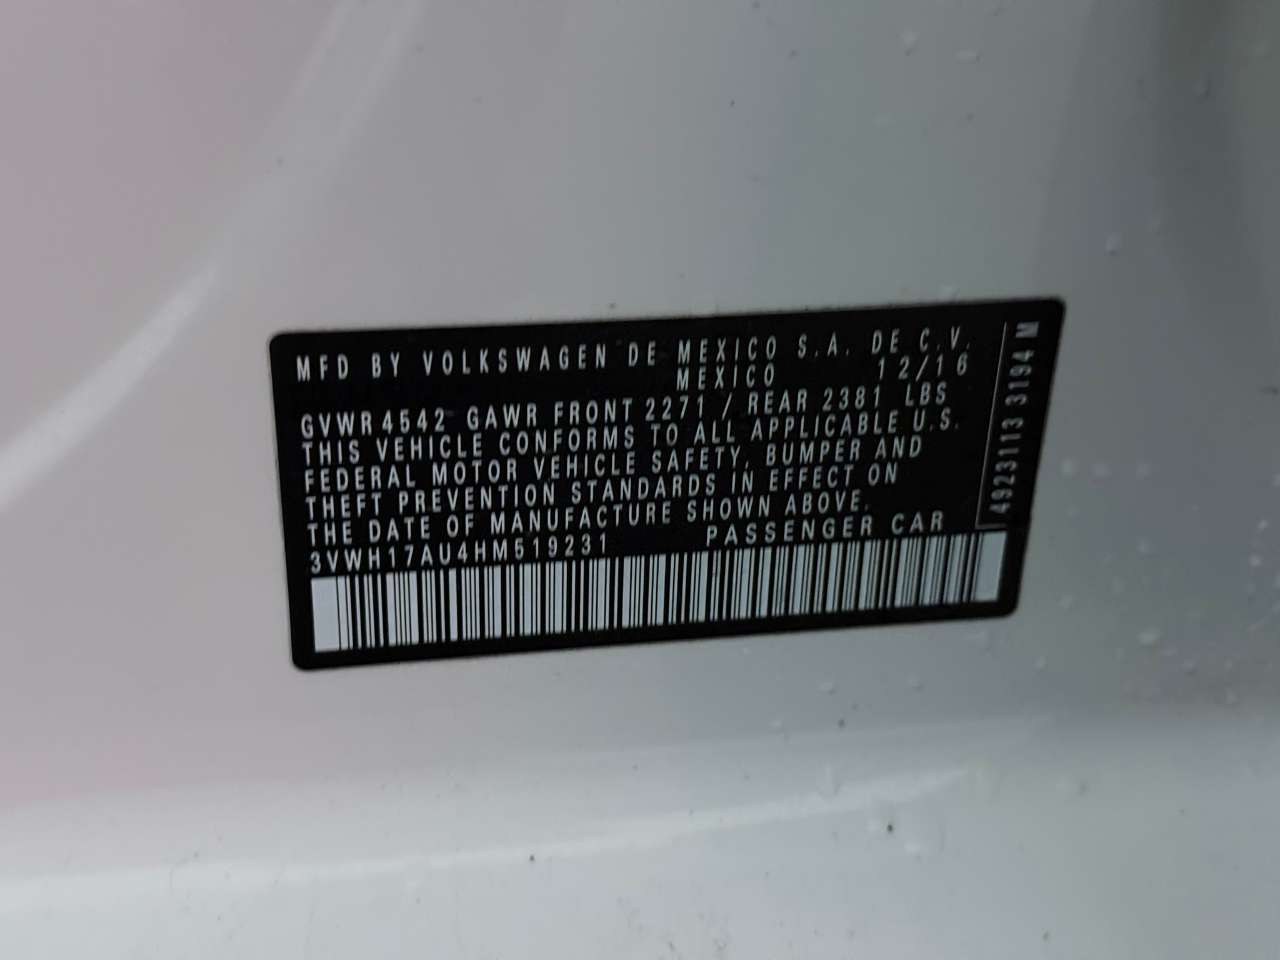 MFD BY VOLKSWAGEN DE MEXICO S.A. DE C.V.
MEXICO 12/16
GVWR 4542 GAWR FRONT 2271 / REAR 2381 LBS
THIS VEHICLE CONFORMS TO ALL APPLICABLE U.S.
FEDERAL MOTOR VEHICLE SAFETY, BUMPER AND
THEFT PREVENTION STANDARDS IN EFFECT ON
THE DATE OF MANUFACTURE SHOWN ABOVE.
3VWH17AU4HM519231 PASSENGER CAR
4923113 3194 M